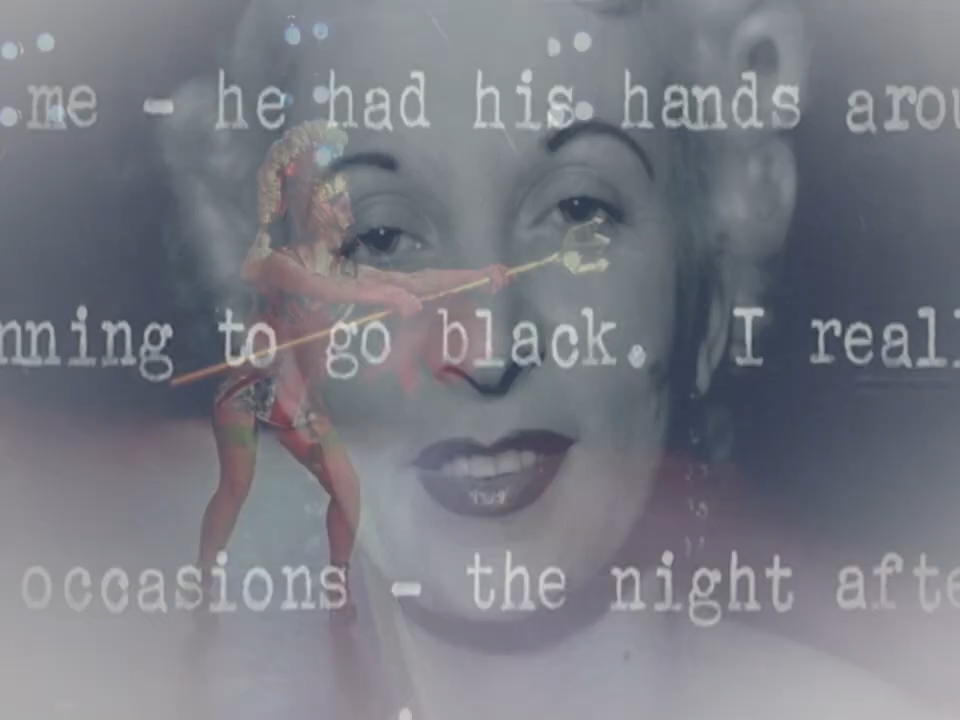 me - he had his hands arou
nning to go black. I reall
occasions - the night afte